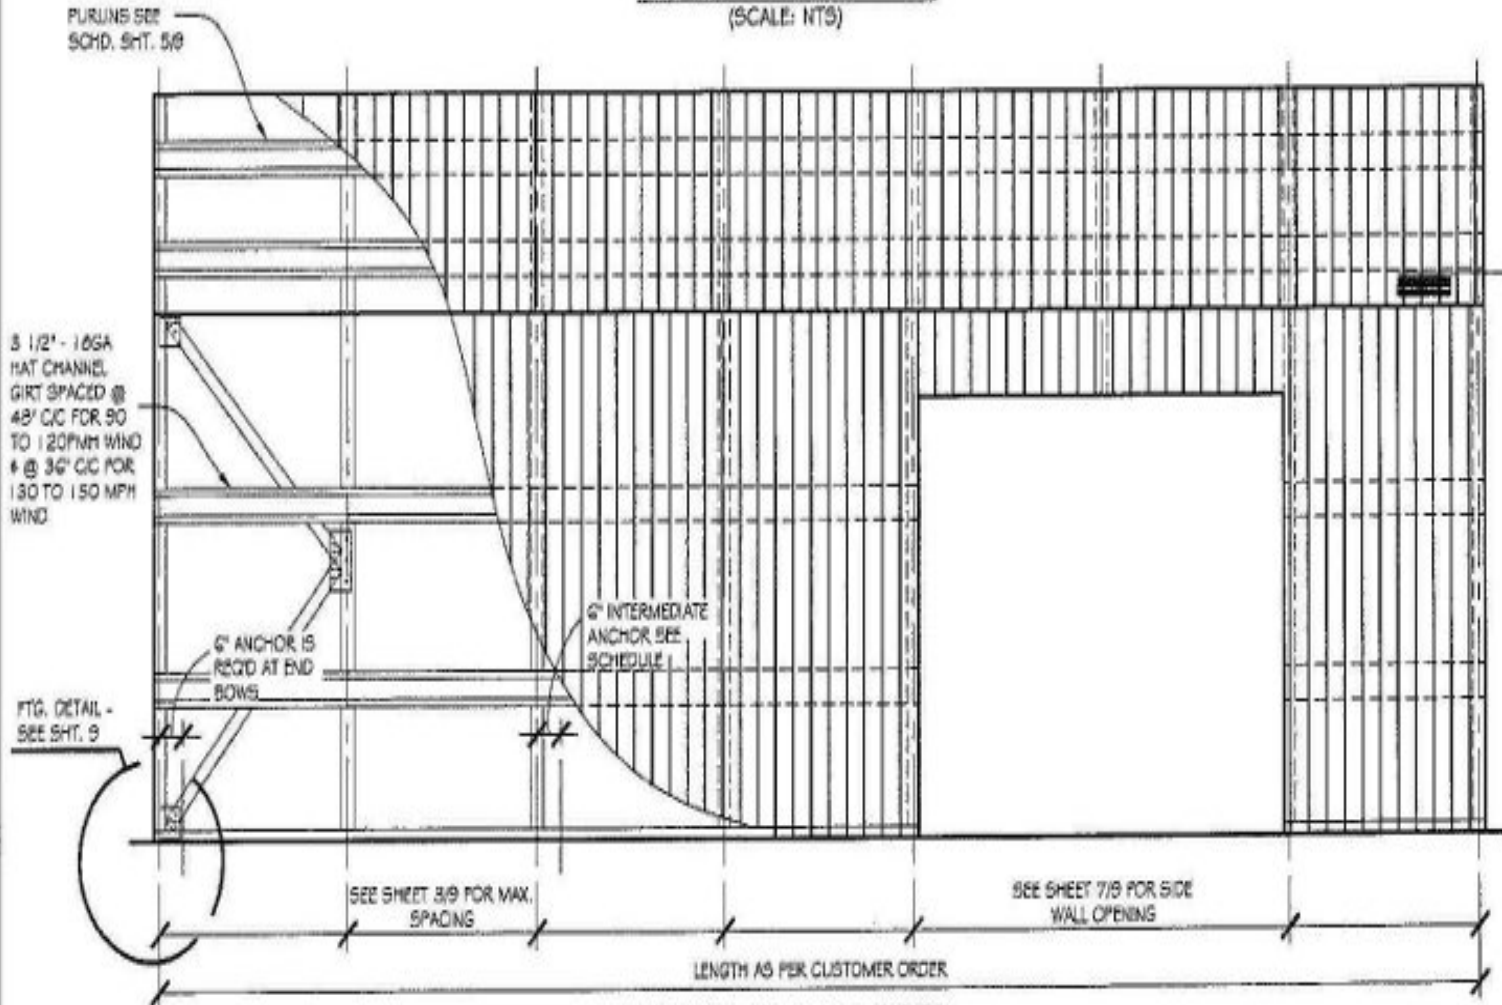 (SCALE: NTS)
PURLINS SEE
SCHD. SHT. 5/9
3 1/2" - 18GA
HAT CHANNEL
GIRT SPACED @
48" C/C FOR 90
TO 120PMH WIND
& @ 36" C/C FOR
130 TO 150 MPH
WIND
6" INTERMEDIATE
ANCHOR SEE
SCHEDULE
6" ANCHOR IS
REQ'D AT END
BOWS
FTG. DETAIL -
SEE SHT. 9
SEE SHEET 3/9 FOR MAX.
SPACING
SEE SHEET 7/9 FOR SIDE
WALL OPENING
LENGTH AS PER CUSTOMER ORDER